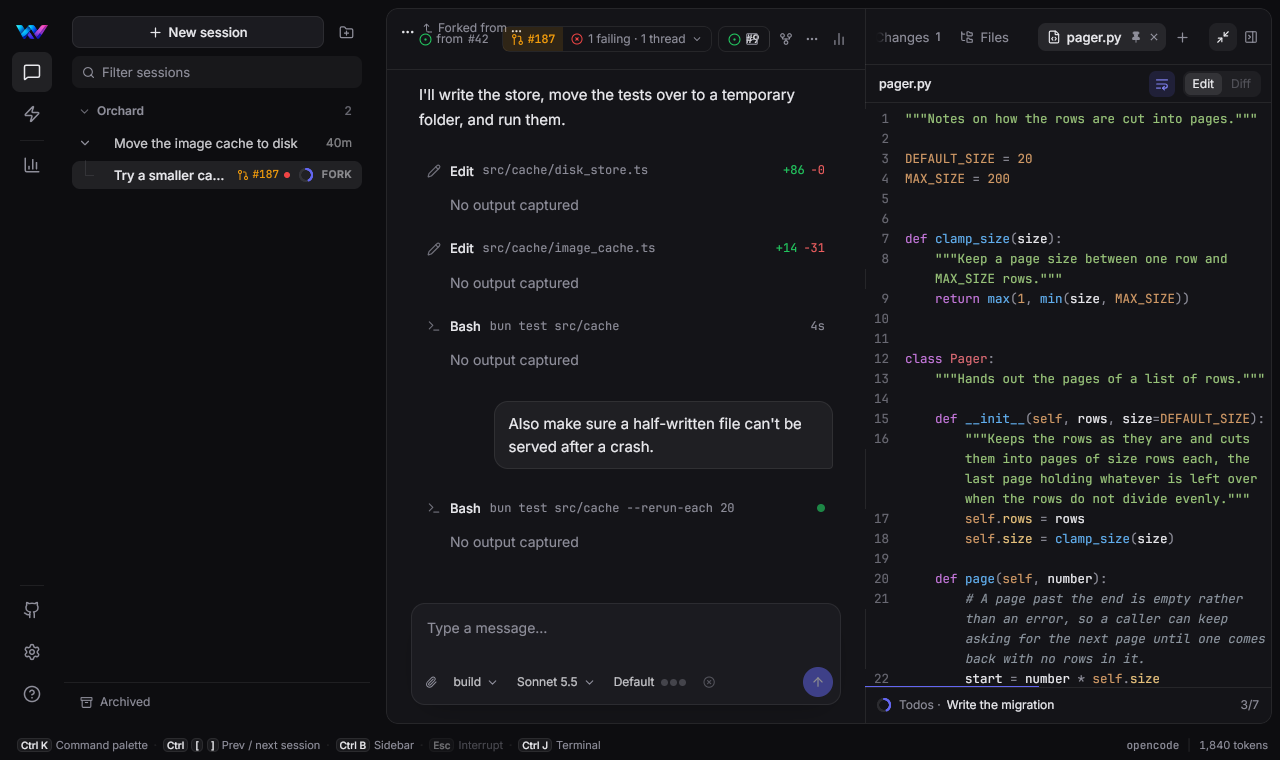 New session
Filter sessions
Orchard 2
Move the image cache to disk 40m
Try a smaller ca... #187 FORK
Archived
... Forked from ...
from #42 #187 1 failing · 1 thread
I'll write the store, move the tests over to a temporary
folder, and run them.
Edit src/cache/disk_store.ts +86 -0
No output captured
Edit src/cache/image_cache.ts +14 -31
No output captured
Bash bun test src/cache 4s
No output captured
Also make sure a half-written file can't be
served after a crash.
Bash bun test src/cache --rerun-each 20
No output captured
Type a message...
build Sonnet 5.5 Default
Changes 1 Files pager.py
pager.py Edit Diff
1 """Notes on how the rows are cut into pages."""
2
3 DEFAULT_SIZE = 20
4 MAX_SIZE = 200
5
6
7 def clamp_size(size):
8 """Keep a page size between one row and
MAX_SIZE rows."""
9 return max(1, min(size, MAX_SIZE))
10
11
12 class Pager:
13 """Hands out the pages of a list of rows."""
14
15 def __init__(self, rows, size=DEFAULT_SIZE):
16 """Keeps the rows as they are and cuts
them into pages of size rows each, the
last page holding whatever is left over
when the rows do not divide evenly."""
17 self.rows = rows
18 self.size = clamp_size(size)
19
20 def page(self, number):
21 # A page past the end is empty rather
than an error, so a caller can keep
asking for the next page until one comes
back with no rows in it.
22 start = number * self.size
Todos · Write the migration 3/7
Ctrl K Command palette · Ctrl [ ] Prev / next session · Ctrl B Sidebar · Esc Interrupt · Ctrl J Terminal
opencode 1,840 tokens